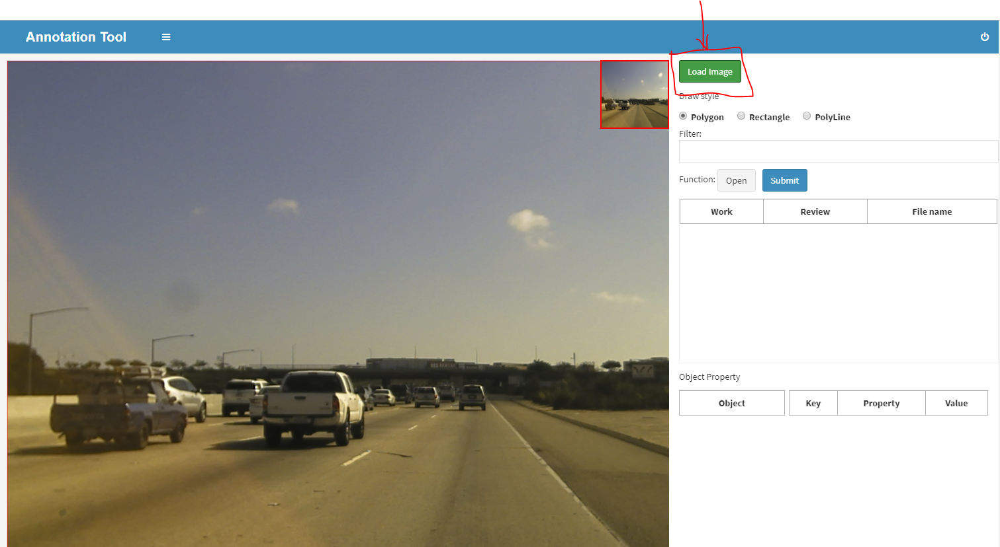 Annotation Tool
Load Image
Draw style
Polygon Rectangle PolyLine
Filter:
Function: Open Submit
Work Review File name
Object Property
Object Key Property Value